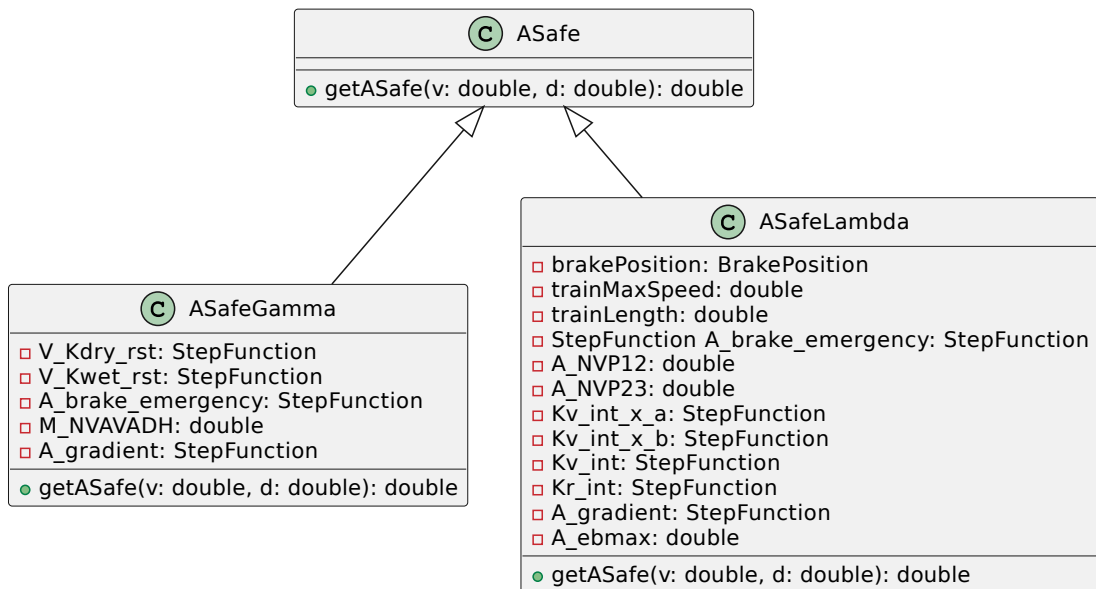 C ASafe
getASafe(v: double, d: double): double
C ASafeGamma
V_Kdry_rst: StepFunction
V_Kwet_rst: StepFunction
A_brake_emergency: StepFunction
M_NVAVADH: double
A_gradient: StepFunction
getASafe(v: double, d: double): double
C ASafeLambda
brakePosition: BrakePosition
trainMaxSpeed: double
trainLength: double
StepFunction A_brake_emergency: StepFunction
A_NVP12: double
A_NVP23: double
Kv_int_x_a: StepFunction
Kv_int_x_b: StepFunction
Kv_int: StepFunction
Kr_int: StepFunction
A_gradient: StepFunction
A_ebmax: double
getASafe(v: double, d: double): double